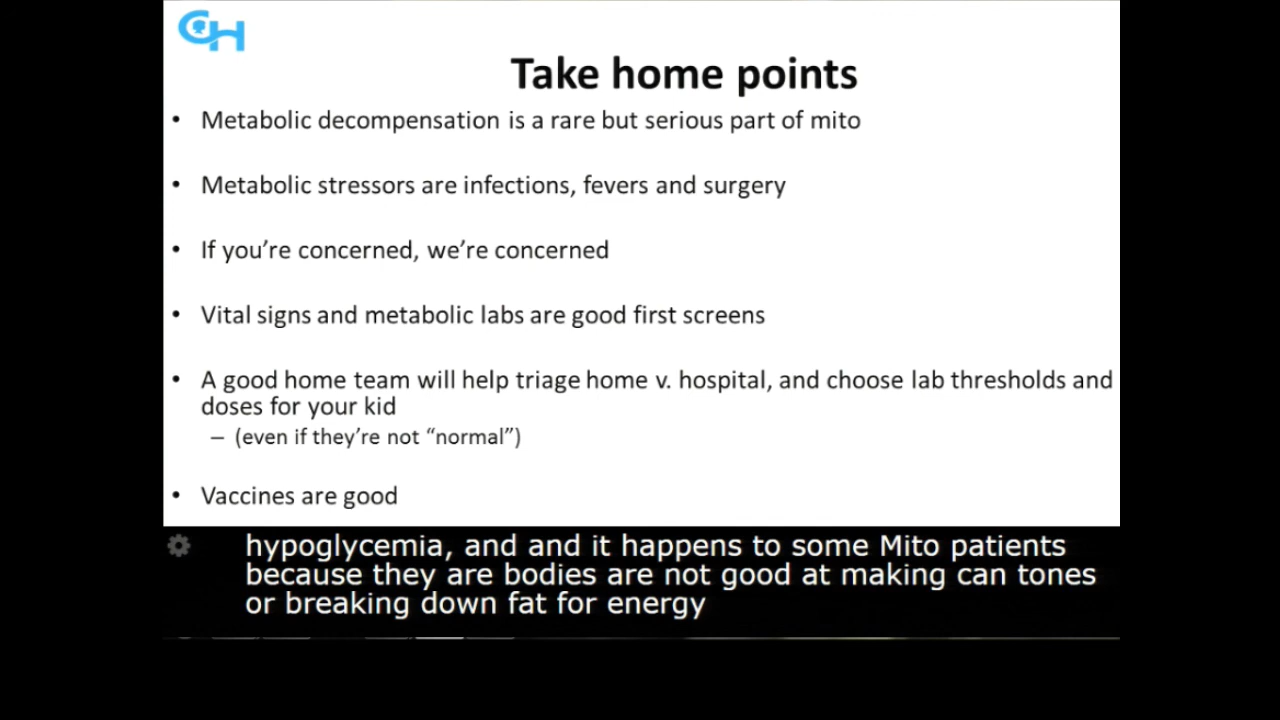 CH
Take home points
• Metabolic decompensation is a rare but serious part of mito
• Metabolic stressors are infections, fevers and surgery
• If you’re concerned, we’re concerned
• Vital signs and metabolic labs are good first screens
• A good home team will help triage home v. hospital, and choose lab thresholds and
doses for your kid
– (even if they’re not “normal”)
• Vaccines are good
hypoglycemia, and and it happens to some Mito patients
because they are bodies are not good at making can tones
or breaking down fat for energy